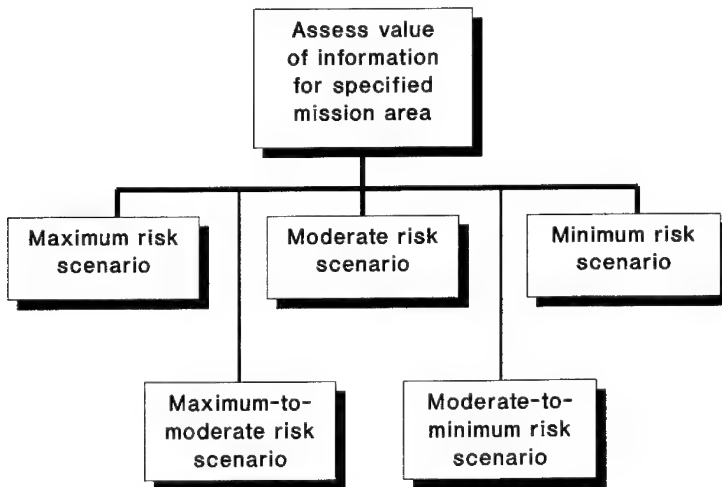 Assess value
of information
for specified
mission area
Maximum risk
scenario
Moderate risk
scenario
Minimum risk
scenario
Maximum-to-
moderate risk
scenario
Moderate-to-
minimum risk
scenario